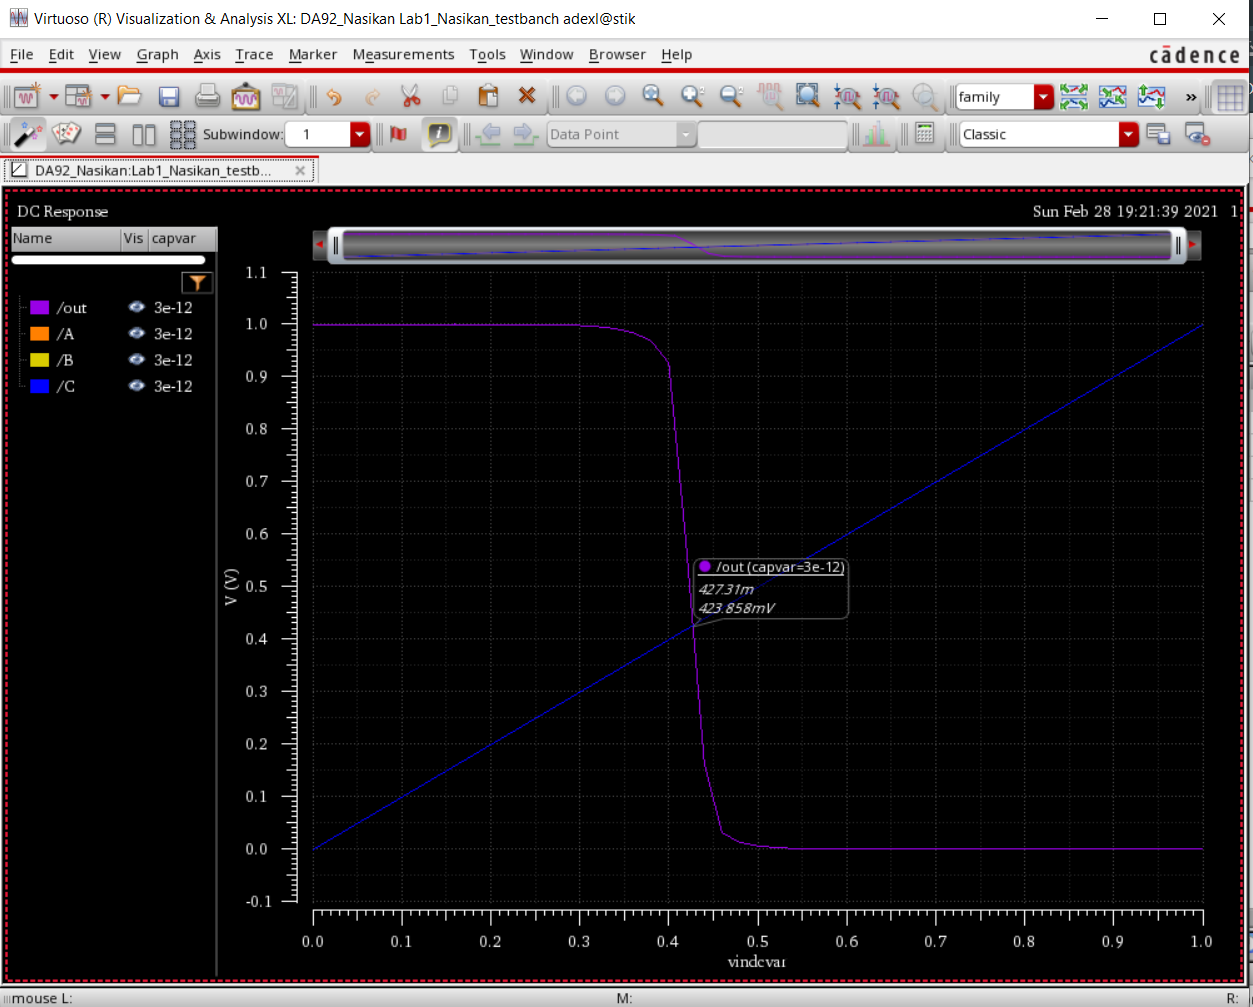 Virtuoso (R) Visualization & Analysis XL: DA92_Nasikan Lab1_Nasikan_testbanch adexl@stik
File Edit View Graph Axis Trace Marker Measurements Tools Window Browser Help
cādence
family
»
Subwindow: 1
Data Point
Classic
DA92_Nasikan:Lab1_Nasikan_testb...
DC Response
Sun Feb 28 19:21:39 2021 1
Name Vis capvar
/out 3e-12
/A 3e-12
/B 3e-12
/C 3e-12
1.1
1.0
0.9
0.8
0.7
0.6
0.5
0.4
0.3
0.2
0.1
0.0
-0.1
V (V)
/out (capvar=3e-12)
427.31m
423.858mV
0.0 0.1 0.2 0.3 0.4 0.5 0.6 0.7 0.8 0.9 1.0
vindcvar
mouse L: M: R: